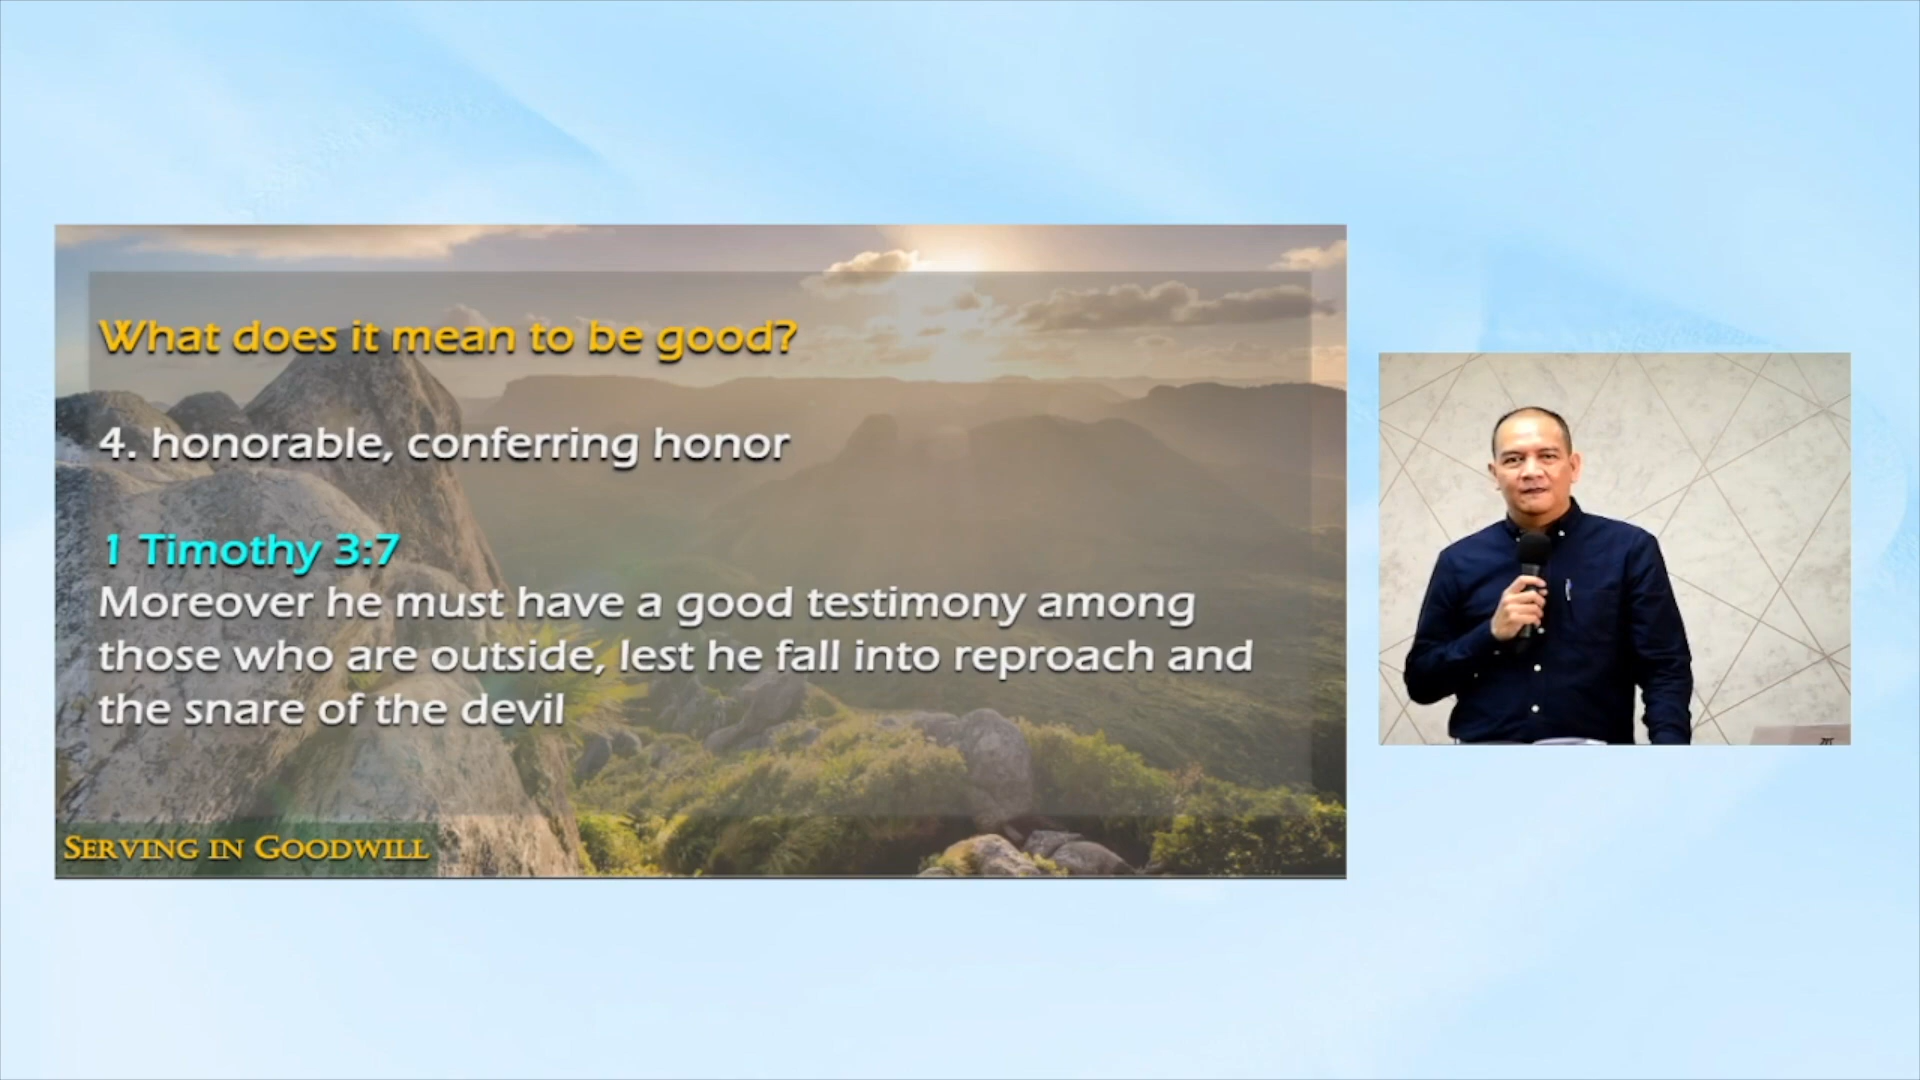 What does it mean to be good?
4. honorable, conferring honor
1 Timothy 3:7
Moreover he must have a good testimony among
those who are outside, lest he fall into reproach and
the snare of the devil
SERVING IN GOODWILL